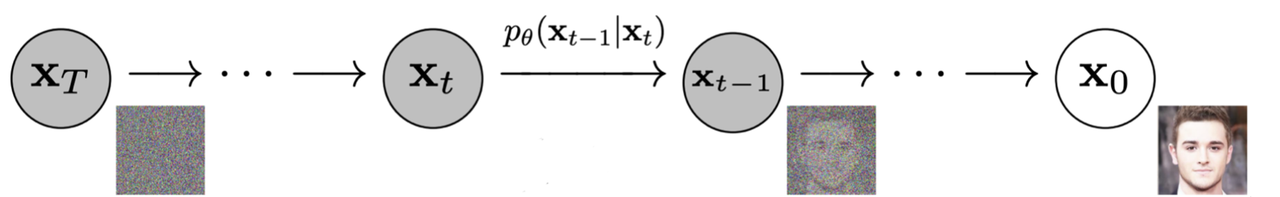 p_θ(x_{t−1}|x_t)
x_T → ⋯ → x_t → x_{t−1} → ⋯ → x_0